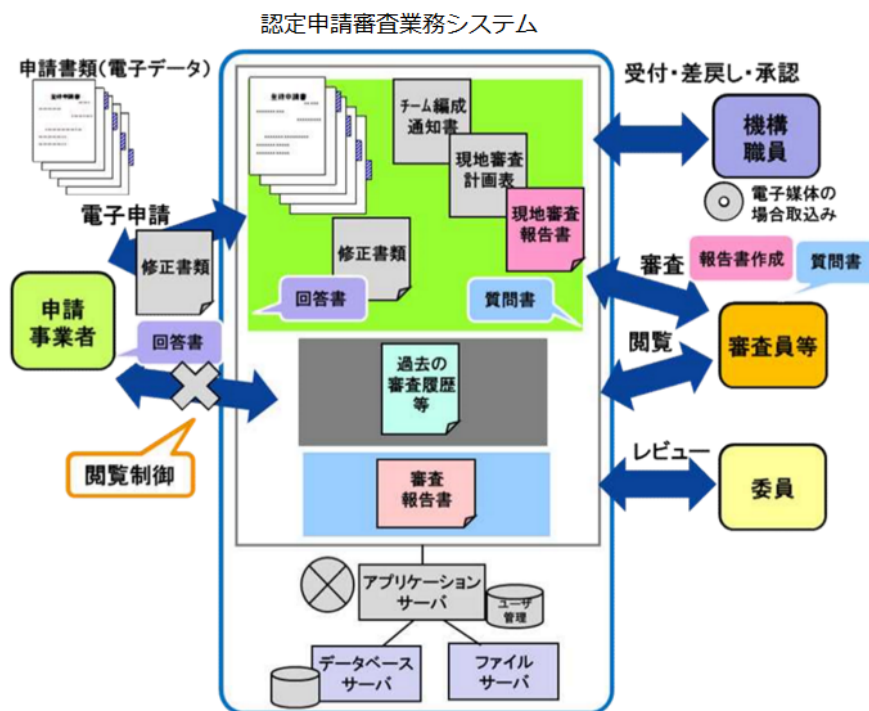 認定申請審査業務システム
申請書類(電子データ)
受付・差戻し・承認
チーム編成
通知書
現地審査
計画表
現地審査
報告書
機構
職員
電子媒体の
場合取込み
電子申請
修正書類
修正書類
回答書
質問書
審査
報告書作成
質問書
申請
事業者
回答書
閲覧
審査員等
過去の
審査履歴
等
閲覧制御
レビュー
審査
報告書
委員
アプリケーション
サーバ
ユーザ
管理
データベース
サーバ
ファイル
サーバ